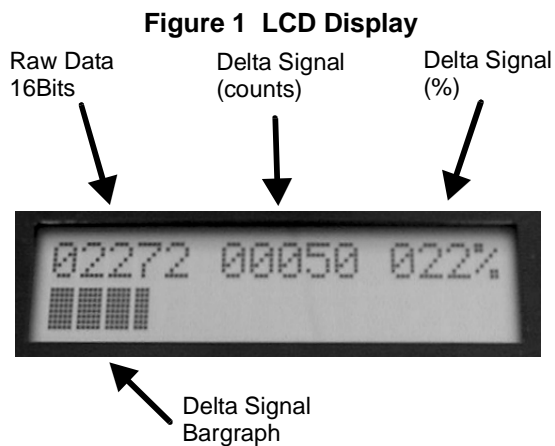 Figure 1 LCD Display
Raw Data
16Bits
Delta Signal
(counts)
Delta Signal
(%)
02272 00050 022%
Delta Signal
Bargraph